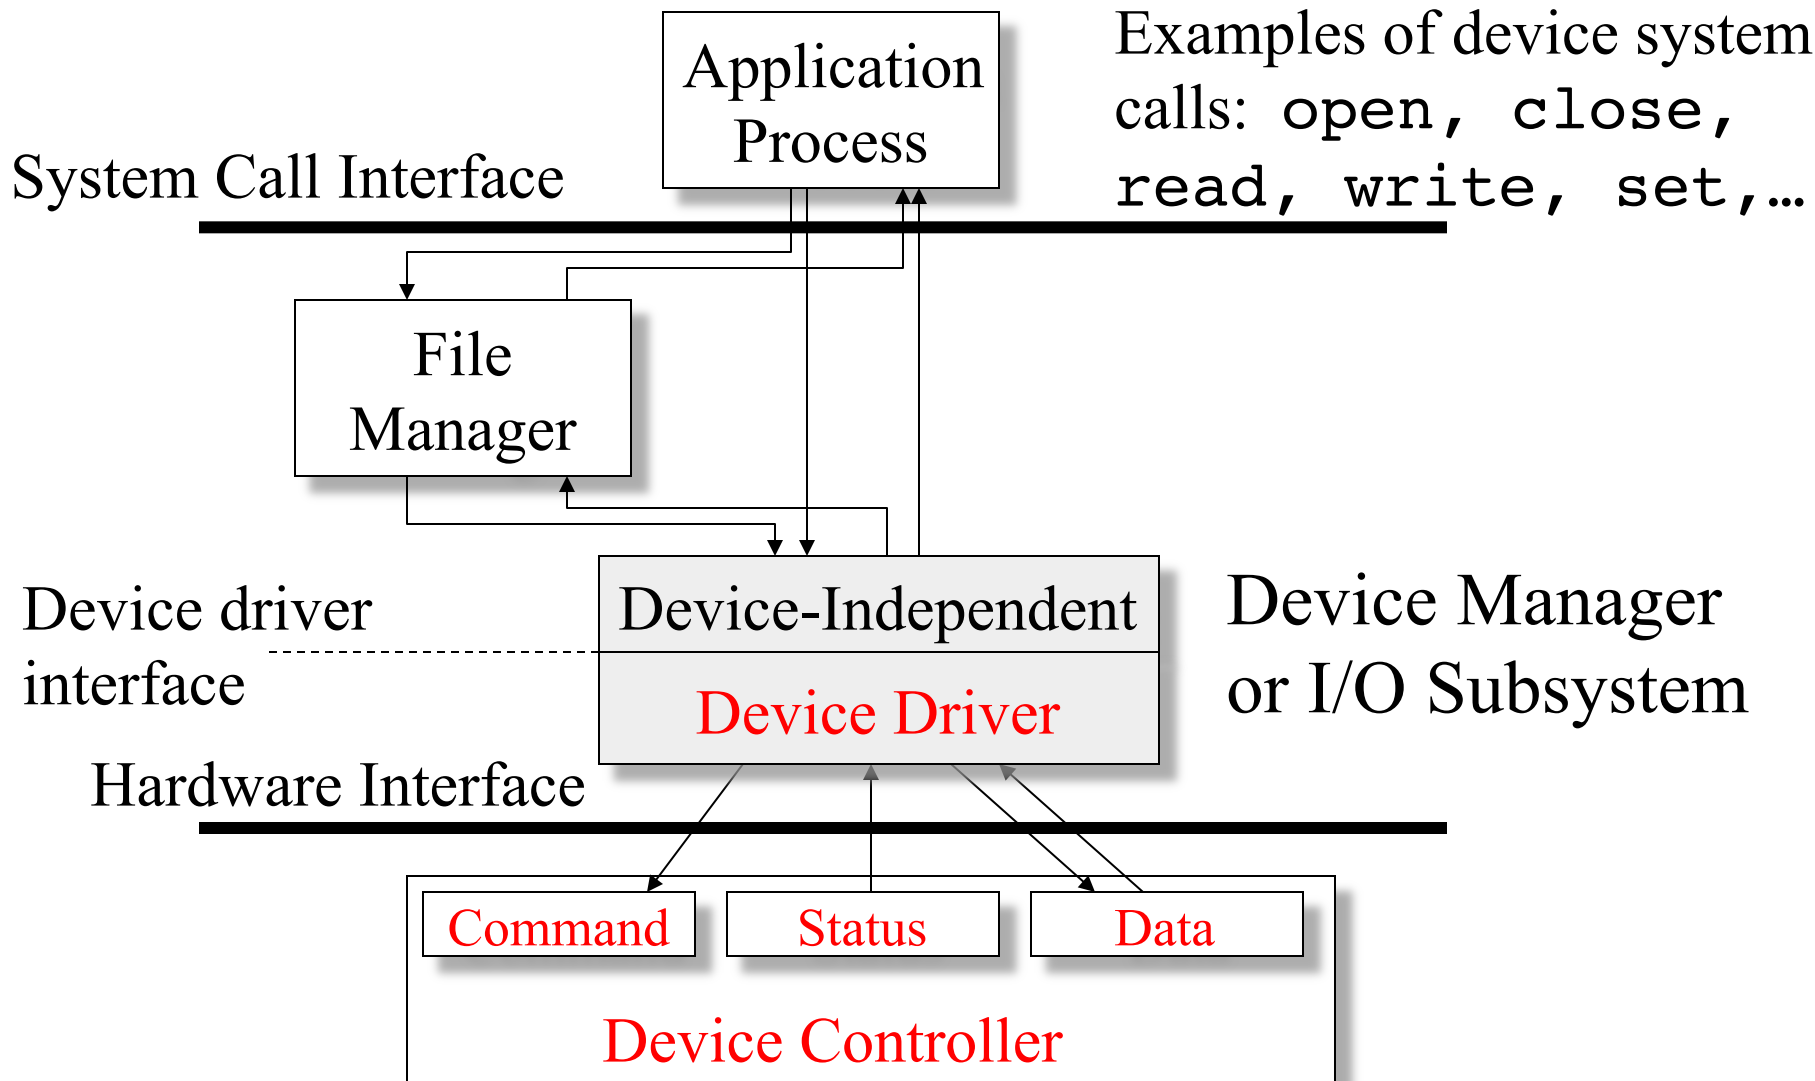 Application
Process
Examples of device system
calls: open, close,
read, write, set,…
System Call Interface
File
Manager
Device driver
interface
Device-Independent
Device Driver
Device Manager
or I/O Subsystem
Hardware Interface
Command
Status
Data
Device Controller